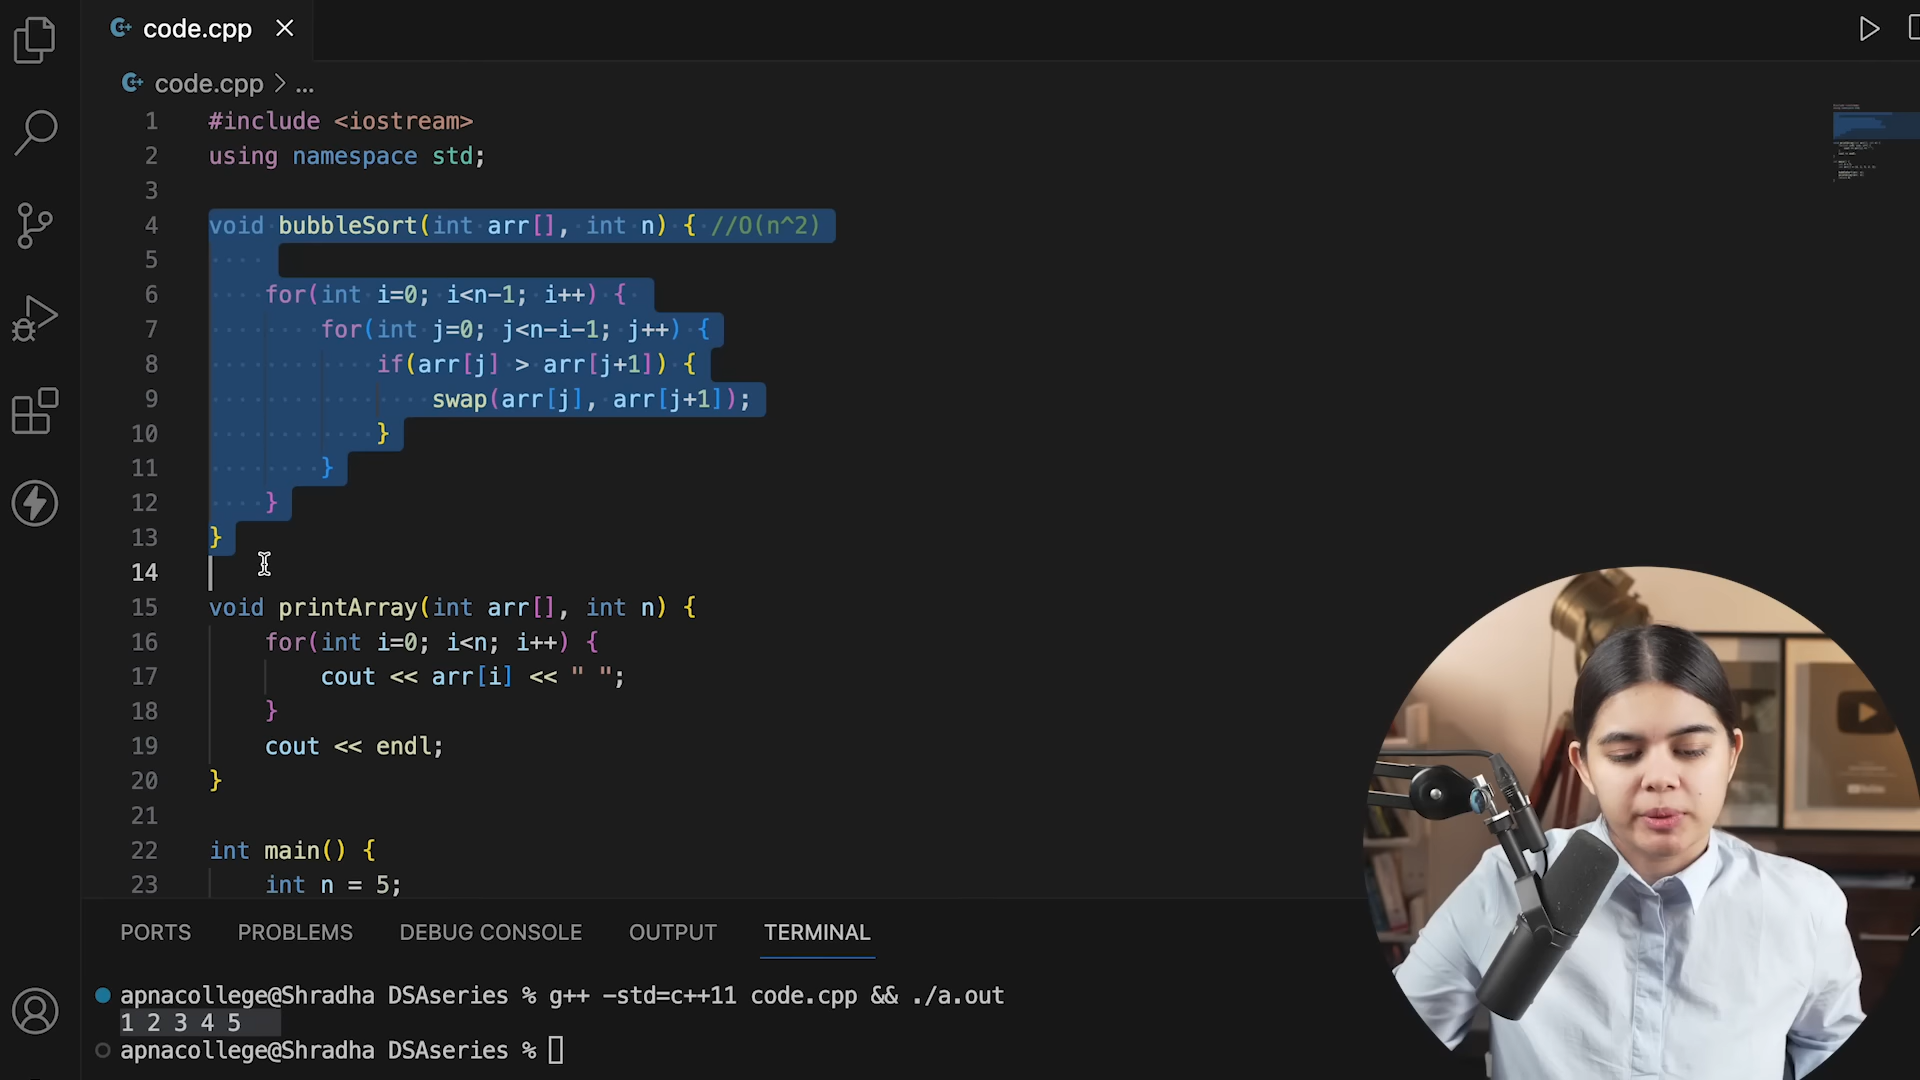 code.cpp
code.cpp > ...
1 #include <iostream>
2 using namespace std;
3
4 void bubbleSort(int arr[], int n) { //O(n^2)
5
6     for(int i=0; i<n-1; i++) {
7         for(int j=0; j<n-i-1; j++) {
8             if(arr[j] > arr[j+1]) {
9                 swap(arr[j], arr[j+1]);
10             }
11         }
12     }
13 }
14
15 void printArray(int arr[], int n) {
16     for(int i=0; i<n; i++) {
17         cout << arr[i] << " ";
18     }
19     cout << endl;
20 }
21
22 int main() {
23     int n = 5;
PORTS PROBLEMS DEBUG CONSOLE OUTPUT TERMINAL
apnacollege@Shradha DSAseries % g++ -std=c++11 code.cpp && ./a.out
1 2 3 4 5
apnacollege@Shradha DSAseries %